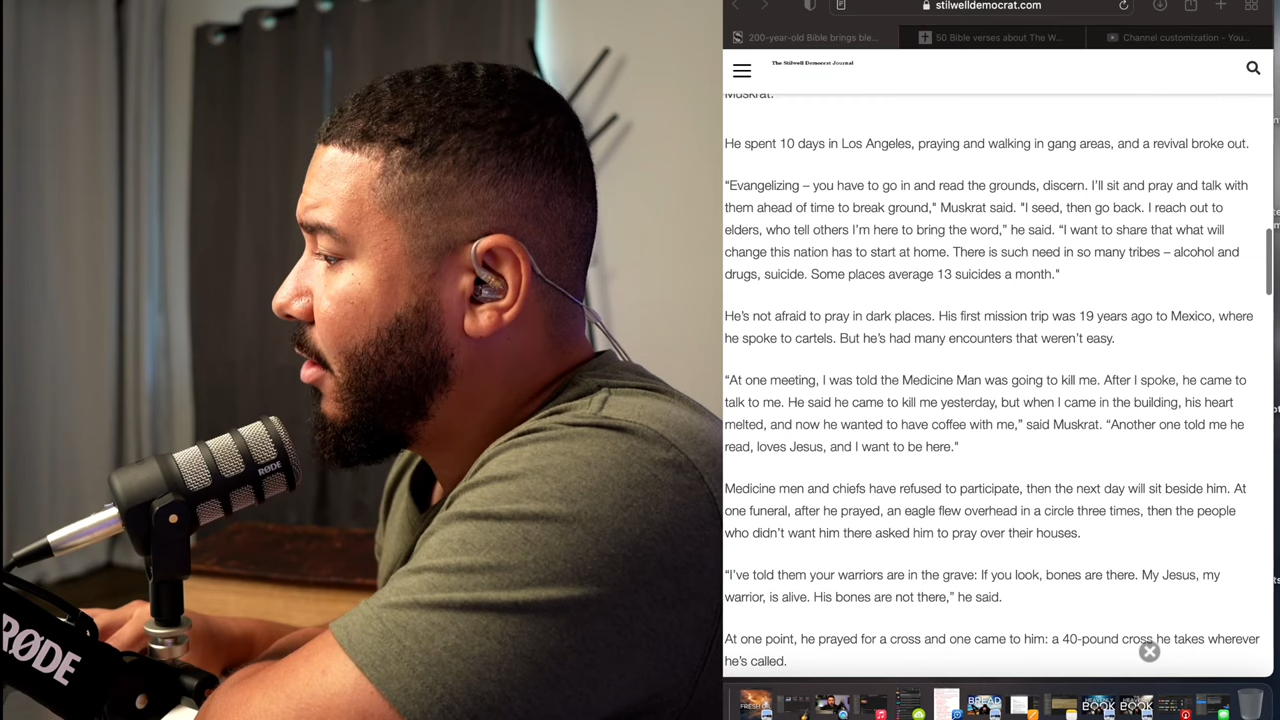 stilwelldemocrat.com
200-year-old Bible brings ble...
50 Bible verses about The W...
Channel customization - You...
The Stilwell Democrat Journal
Muskrat.
He spent 10 days in Los Angeles, praying and walking in gang areas, and a revival broke out.
“Evangelizing – you have to go in and read the grounds, discern. I’ll sit and pray and talk with
them ahead of time to break ground," Muskrat said. "I seed, then go back. I reach out to
elders, who tell others I’m here to bring the word,” he said. “I want to share that what will
change this nation has to start at home. There is such need in so many tribes – alcohol and
drugs, suicide. Some places average 13 suicides a month."
He’s not afraid to pray in dark places. His first mission trip was 19 years ago to Mexico, where
he spoke to cartels. But he’s had many encounters that weren’t easy.
“At one meeting, I was told the Medicine Man was going to kill me. After I spoke, he came to
talk to me. He said he came to kill me yesterday, but when I came in the building, his heart
melted, and now he wanted to have coffee with me,” said Muskrat. “Another one told me he
read, loves Jesus, and I want to be here."
Medicine men and chiefs have refused to participate, then the next day will sit beside him. At
one funeral, after he prayed, an eagle flew overhead in a circle three times, then the people
who didn’t want him there asked him to pray over their houses.
“I’ve told them your warriors are in the grave: If you look, bones are there. My Jesus, my
warrior, is alive. His bones are not there,” he said.
At one point, he prayed for a cross and one came to him: a 40-pound cross he takes wherever
he’s called.
RØDE
RØDE
BREAD
BOOK
BOOK